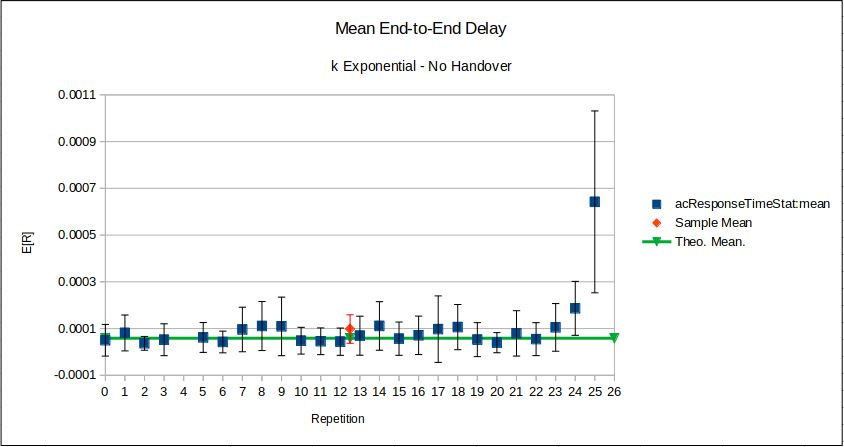 Mean End-to-End Delay
k Exponential - No Handover
0.0011
0.0009
0.0007
0.0005
0.0003
0.0001
-0.0001
E[R]
0 1 2 3 4 5 6 7 8 9 10 11 12 13 14 15 16 17 18 19 20 21 22 23 24 25 26
Repetition
acResponseTimeStat:mean
Sample Mean
Theo. Mean.